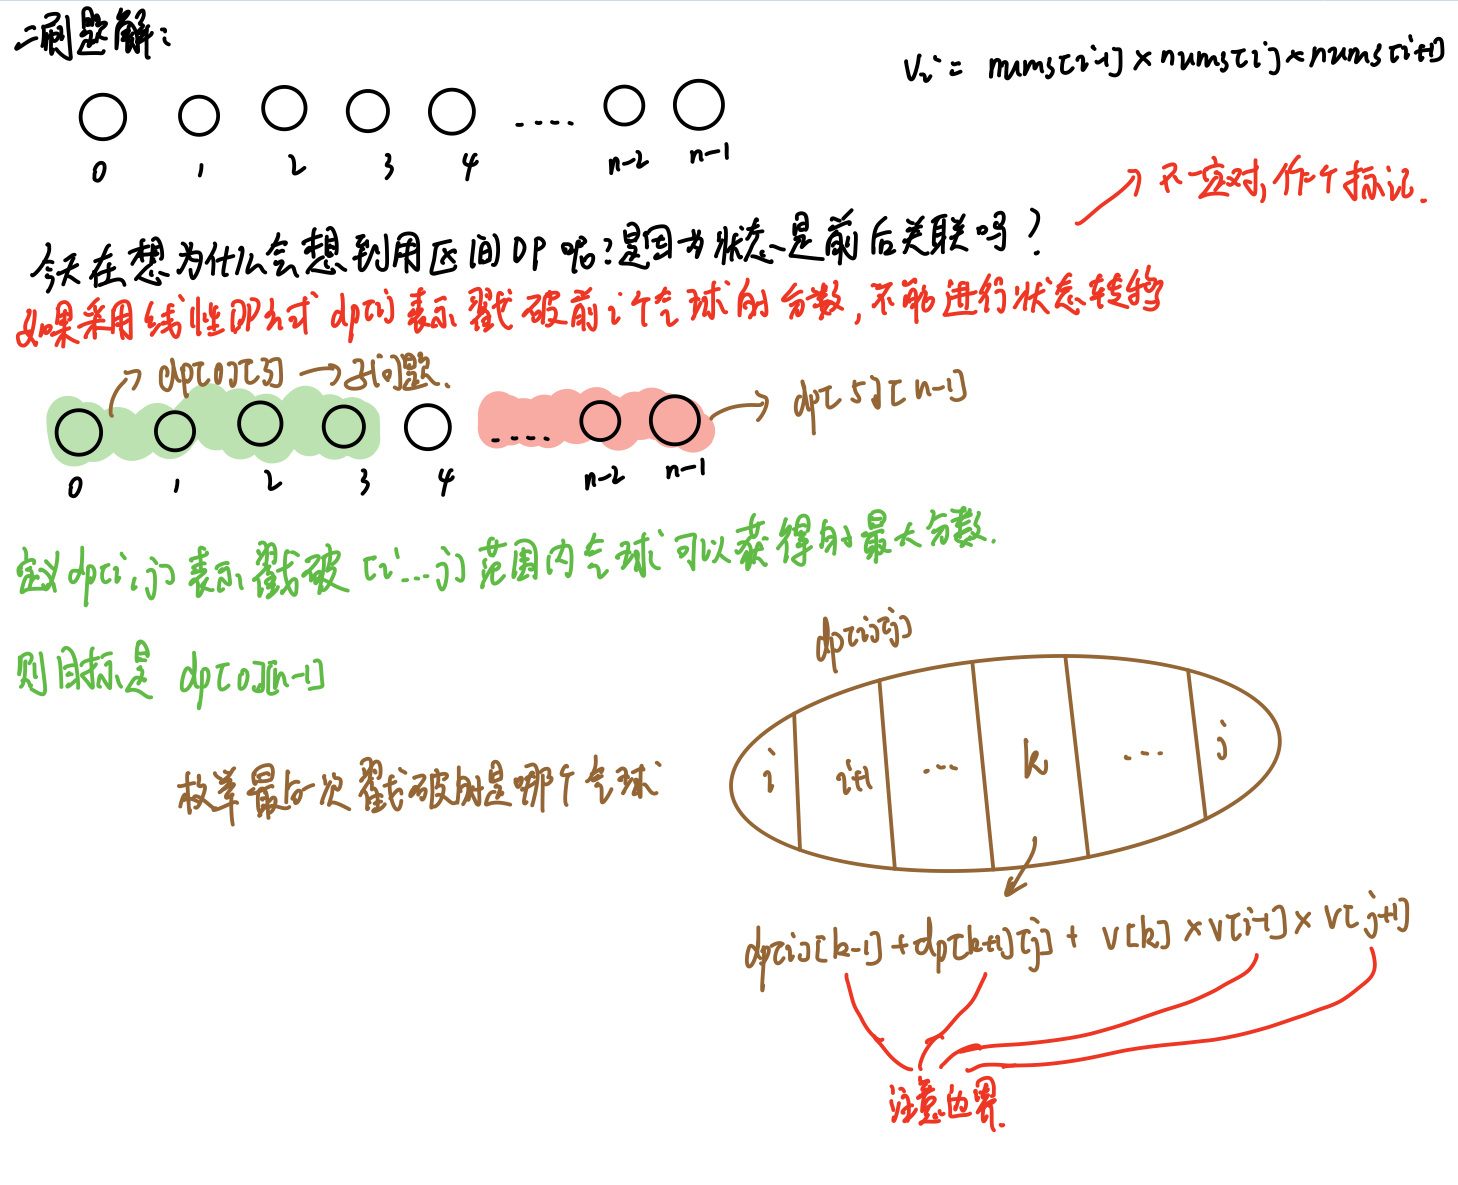 二刷题解:
Vi = nums[i-1] × nums[i] × nums[i+1]
0 1 2 3 4 .... n-2 n-1
不一定对,作个标记.
今天在想为什么会想到用区间DP呢?是因为状态是前后关联吗?
如果采用线性DP方式 dp[i]表示戳破前i个气球的分数,不能进行状态转移
dp[0][3] → 子问题.
dp[5][n-1]
0 1 2 3 4 .... n-2 n-1
定义dp[i,j]表示戳破[i...j]范围内气球可以获得的最大分数.
则目标是 dp[0][n-1]
dp[i][j]
枚举最后一次戳破的是哪个气球
i i+1 ... k ... j
dp[i][k-1]+dp[k+1][j]+ v[k]×v[i-1]×v[j+1]
注意边界.